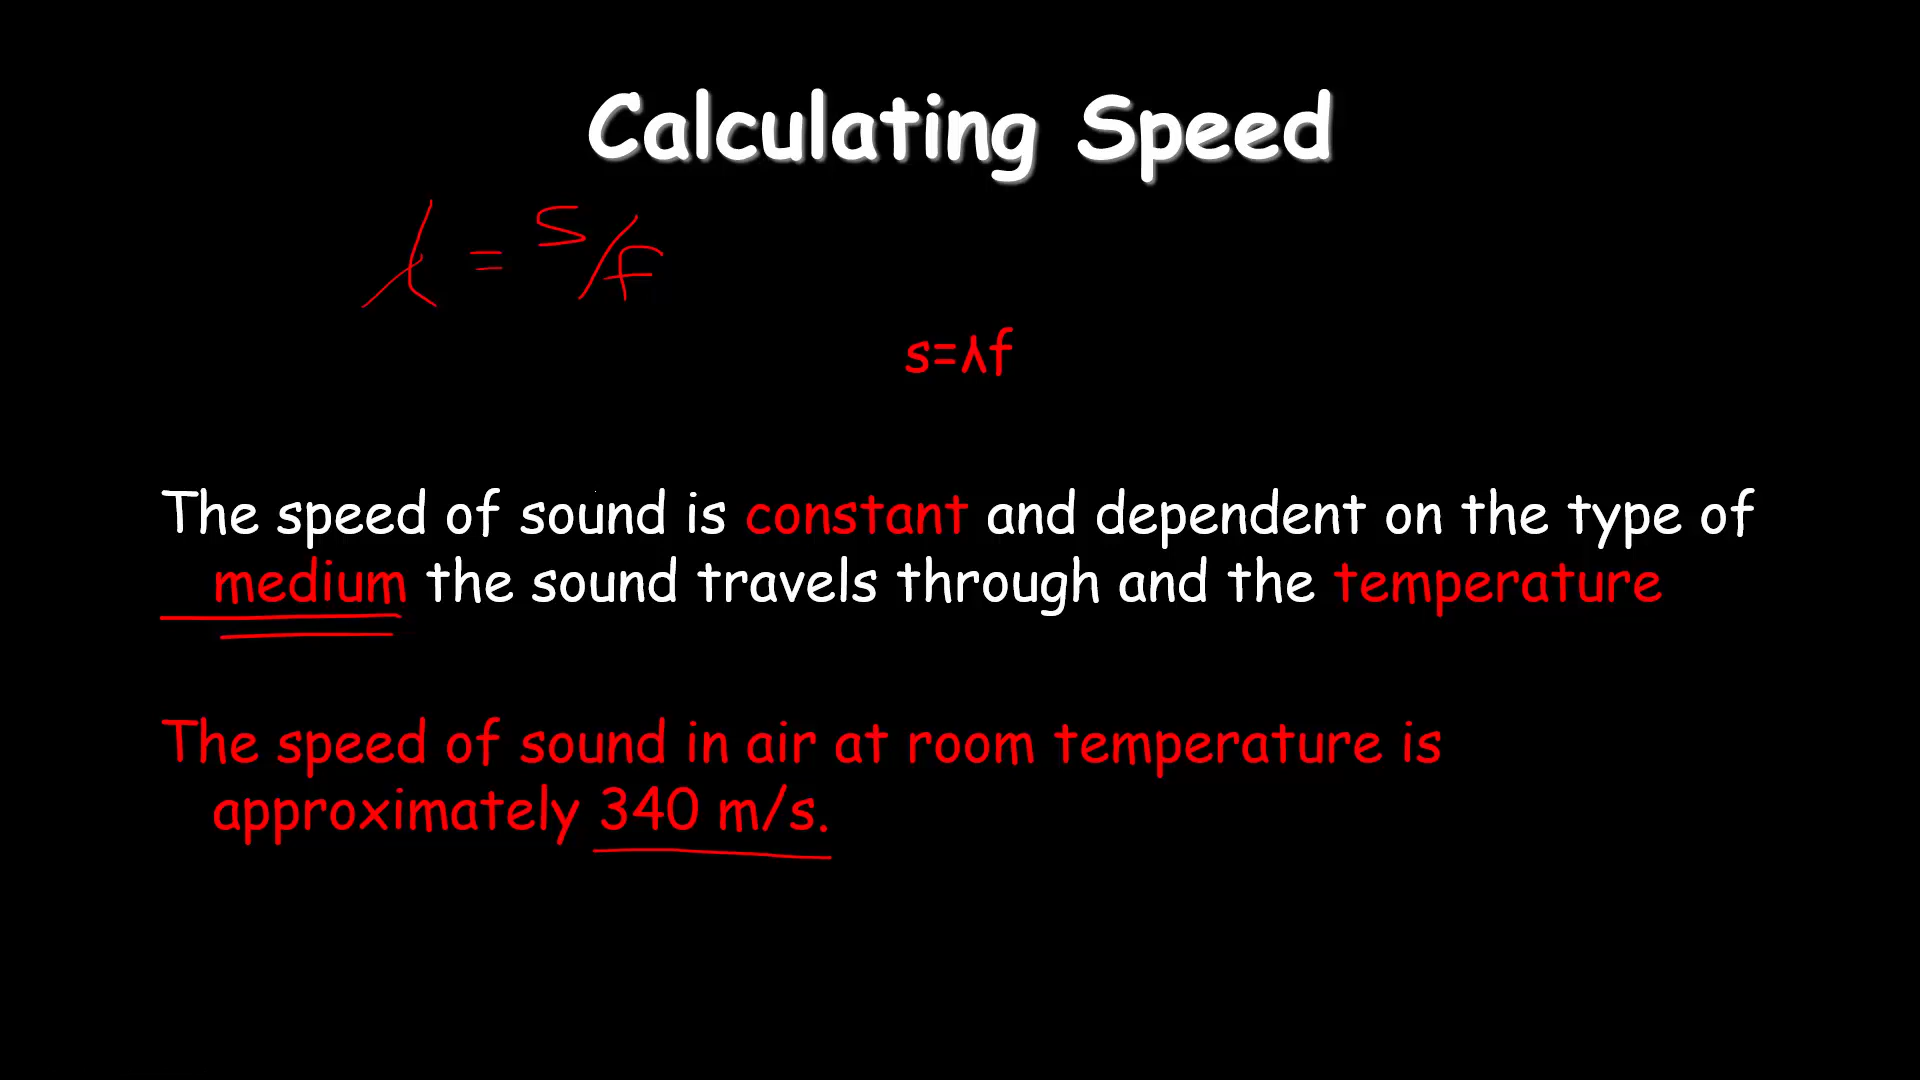 Calculating Speed
λ = s/f
s=λf
The speed of sound is constant and dependent on the type of
medium the sound travels through and the temperature
The speed of sound in air at room temperature is
approximately 340 m/s.